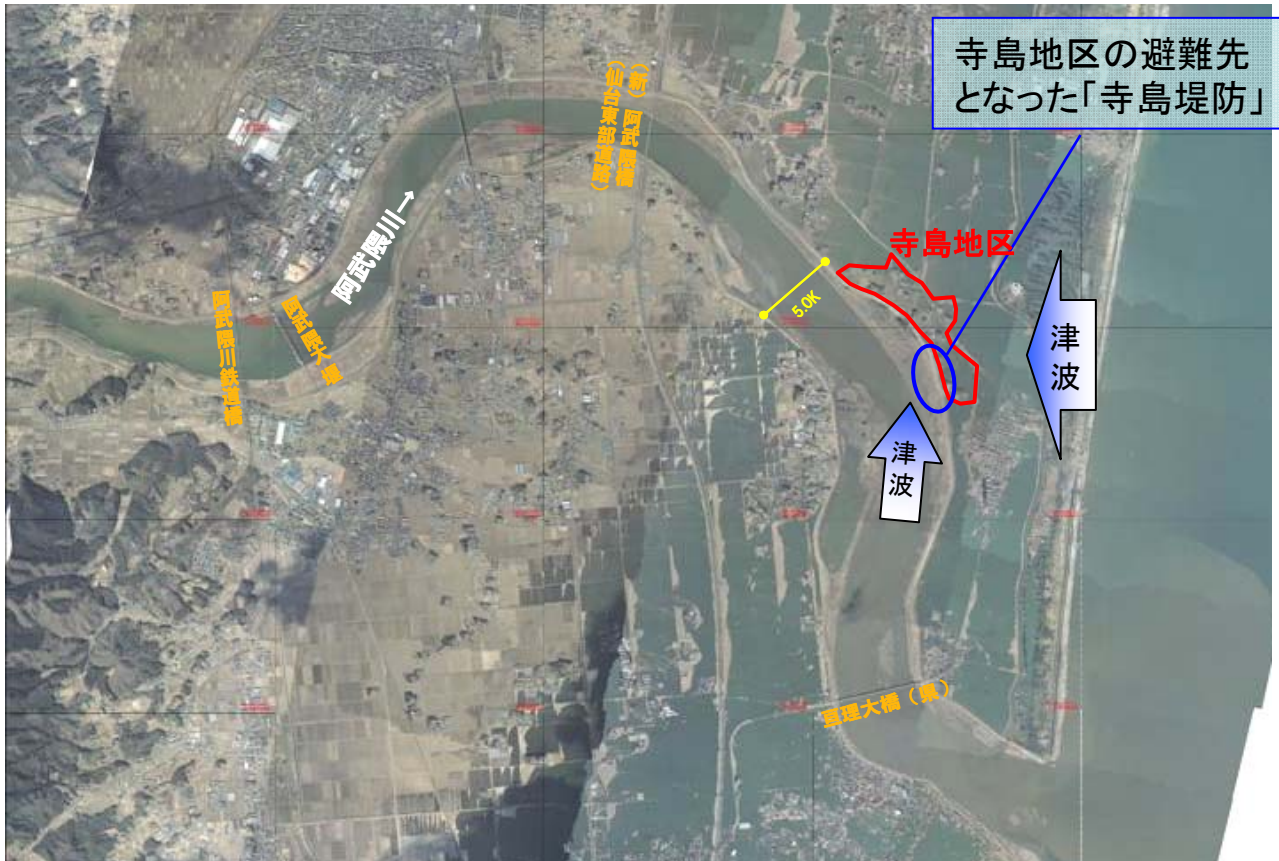 寺島地区の避難先
となった「寺島堤防」
(新)阿武隈橋
(仙台東部道路)
阿武隈川→
寺島地区
5.0K
津波
阿武隈大堰
阿武隈川鉄道橋
津波
亘理大橋(県)